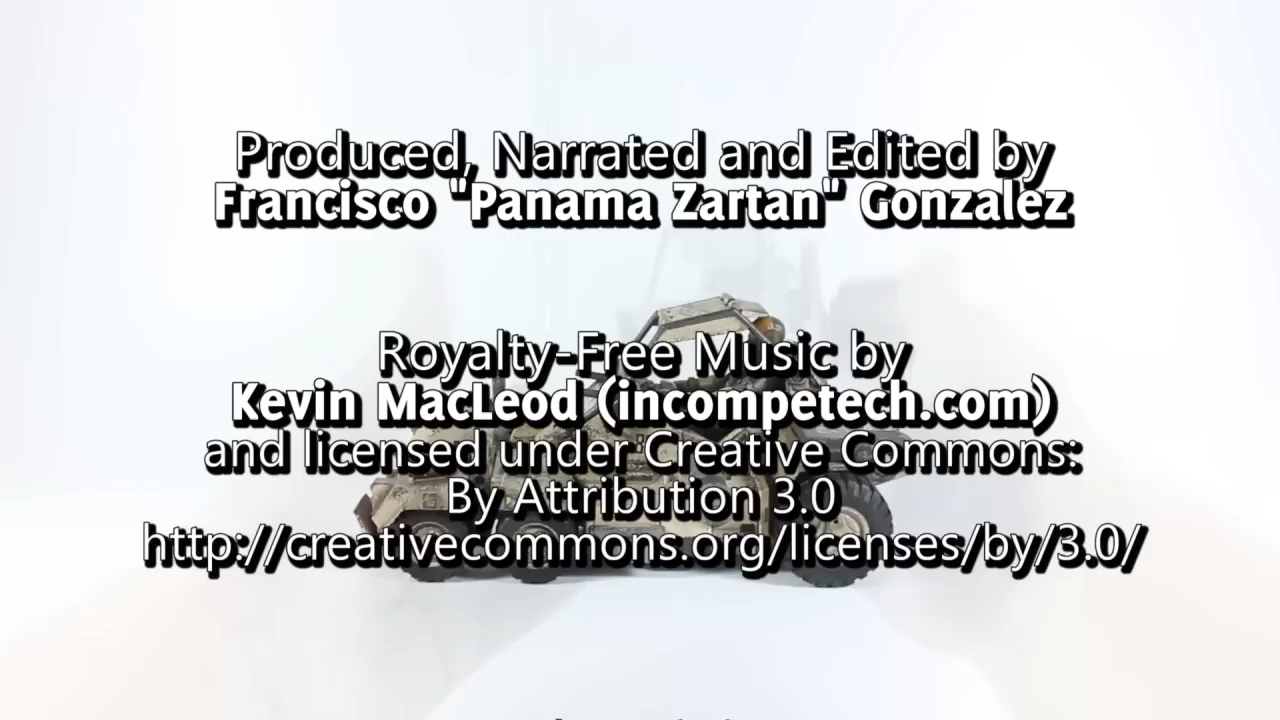 Produced, Narrated and Edited by
Francisco "Panama Zartan" Gonzalez
Royalty-Free Music by
Kevin MacLeod (incompetech.com)
and licensed under Creative Commons:
By Attribution 3.0
http://creativecommons.org/licenses/by/3.0/